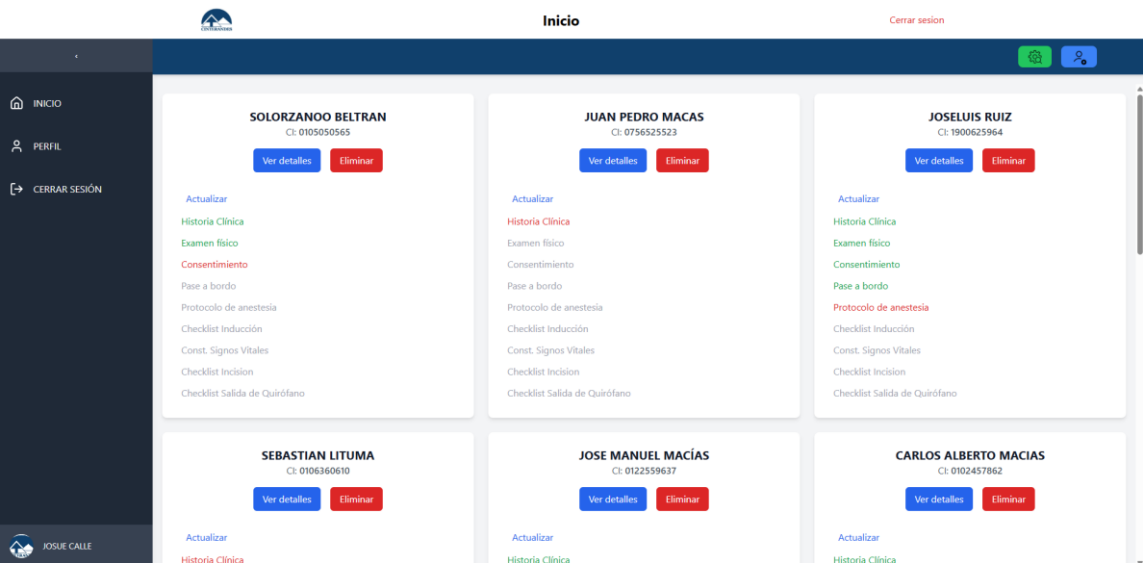 CINTERANDES
Inicio
Cerrar sesion
INICIO
PERFIL
CERRAR SESIÓN
JOSUE CALLE
SOLORZANOO BELTRAN
CI: 0105050565
Ver detalles Eliminar
Actualizar
Historia Clínica
Examen físico
Consentimiento
Pase a bordo
Protocolo de anestesia
Checklist Inducción
Const. Signos Vitales
Checklist Incision
Checklist Salida de Quirófano
JUAN PEDRO MACAS
CI: 0756525523
Ver detalles Eliminar
Actualizar
Historia Clínica
Examen físico
Consentimiento
Pase a bordo
Protocolo de anestesia
Checklist Inducción
Const. Signos Vitales
Checklist Incision
Checklist Salida de Quirófano
JOSELUIS RUIZ
CI: 1900625964
Ver detalles Eliminar
Actualizar
Historia Clínica
Examen físico
Consentimiento
Pase a bordo
Protocolo de anestesia
Checklist Inducción
Const. Signos Vitales
Checklist Incision
Checklist Salida de Quirófano
SEBASTIAN LITUMA
CI: 0106360610
Ver detalles Eliminar
Actualizar
Historia Clínica
JOSE MANUEL MACÍAS
CI: 0122559637
Ver detalles Eliminar
Actualizar
Historia Clínica
CARLOS ALBERTO MACIAS
CI: 0102457862
Ver detalles Eliminar
Actualizar
Historia Clínica